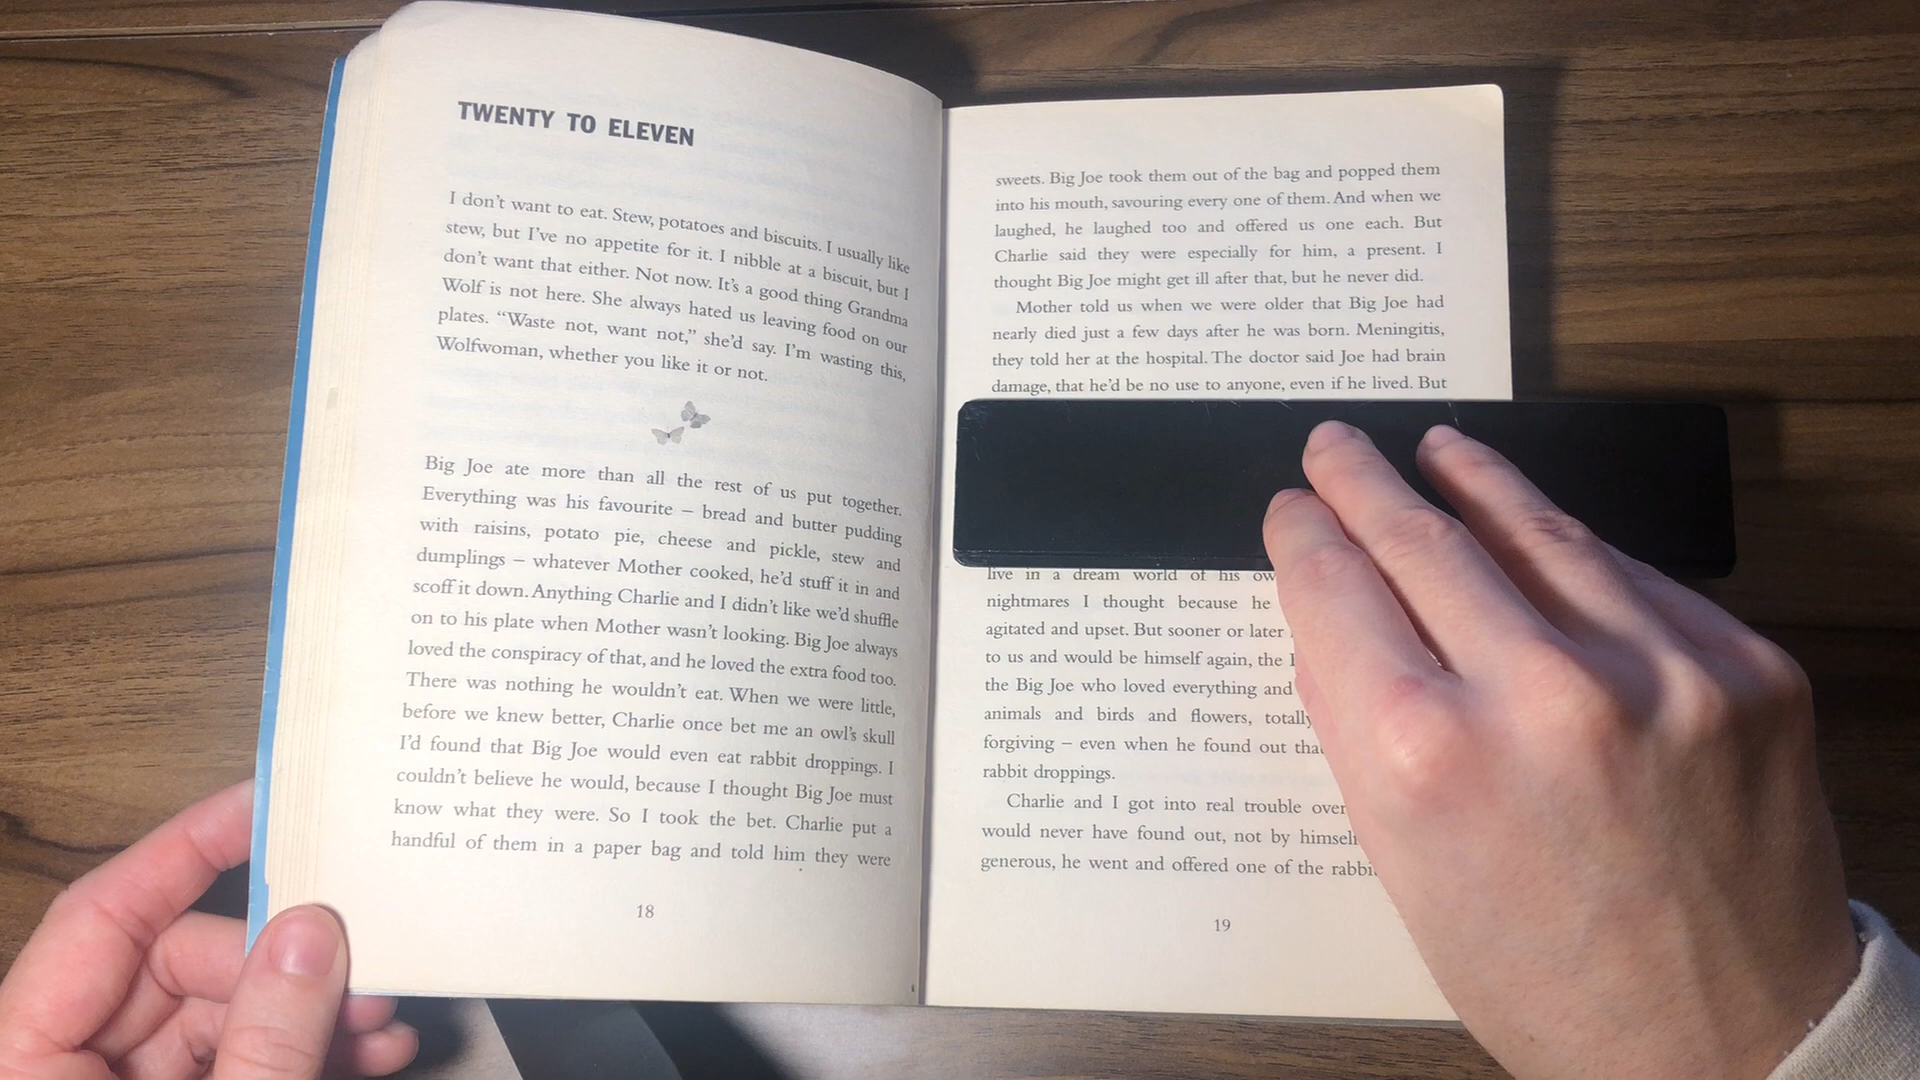 TWENTY TO ELEVEN
I don't want to eat. Stew, potatoes and biscuits. I usually like
stew, but I've no appetite for it. I nibble at a biscuit, but I
don't want that either. Not now. It's a good thing Grandma
Wolf is not here. She always hated us leaving food on our
plates. “Waste not, want not,” she'd say. I'm wasting this,
Wolfwoman, whether you like it or not.
Big Joe ate more than all the rest of us put together.
Everything was his favourite – bread and butter pudding
with raisins, potato pie, cheese and pickle, stew and
dumplings – whatever Mother cooked, he'd stuff it in and
scoff it down. Anything Charlie and I didn't like we'd shuffle
on to his plate when Mother wasn't looking. Big Joe always
loved the conspiracy of that, and he loved the extra food too.
There was nothing he wouldn't eat. When we were little,
before we knew better, Charlie once bet me an owl's skull
I'd found that Big Joe would even eat rabbit droppings. I
couldn't believe he would, because I thought Big Joe must
know what they were. So I took the bet. Charlie put a
handful of them in a paper bag and told him they were
18
sweets. Big Joe took them out of the bag and popped them
into his mouth, savouring every one of them. And when we
laughed, he laughed too and offered us one each. But
Charlie said they were especially for him, a present. I
thought Big Joe might get ill after that, but he never did.
Mother told us when we were older that Big Joe had
nearly died just a few days after he was born. Meningitis,
they told her at the hospital. The doctor said Joe had brain
damage, that he'd be no use to anyone, even if he lived. But
live in a dream world of his
nightmares I thought because he
agitated and upset. But sooner or later
to us and would be himself again, the
the Big Joe who loved everything and
animals and birds and flowers, totally
forgiving – even when he found out
rabbit droppings.
Charlie and I got into real trouble over
would never have found out, not by
generous, he went and offered one of the
19